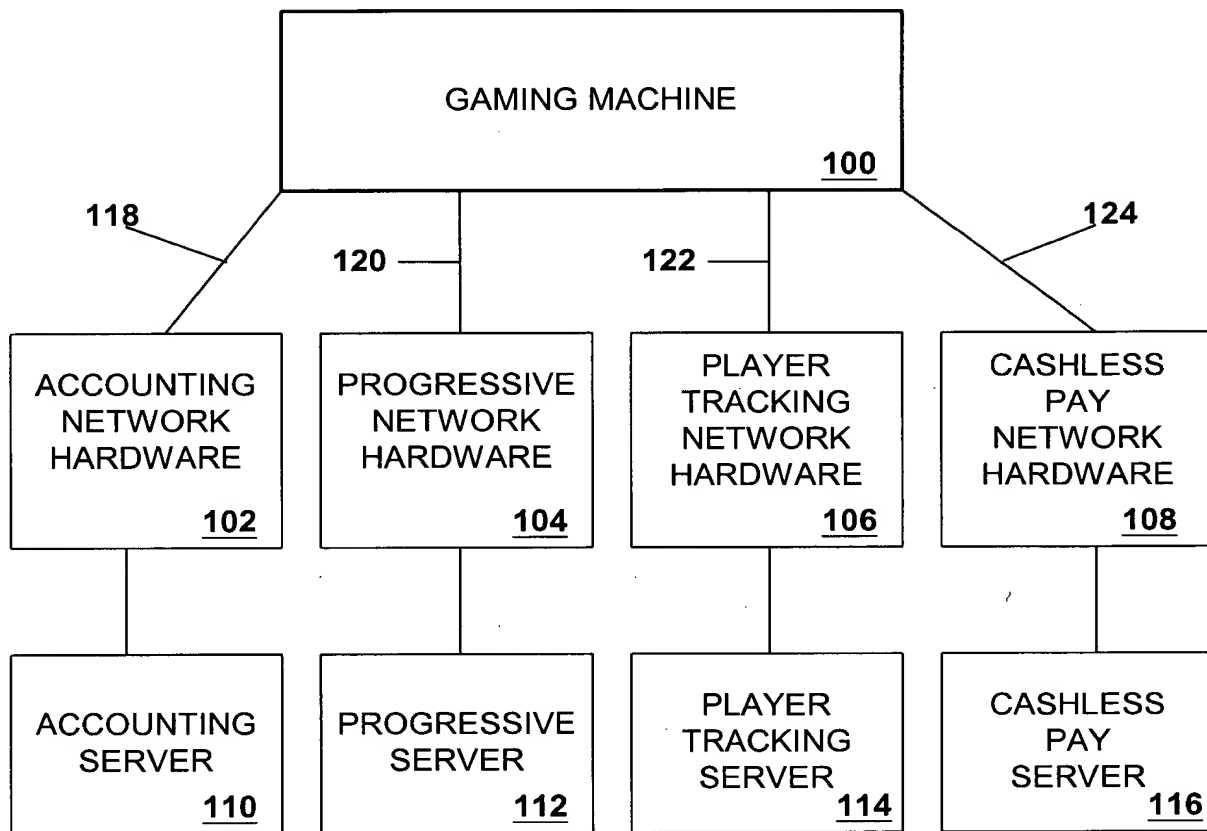 GAMING MACHINE
100
118
120
122
124
ACCOUNTING
NETWORK
HARDWARE
102
PROGRESSIVE
NETWORK
HARDWARE
104
PLAYER
TRACKING
NETWORK
HARDWARE
106
CASHLESS
PAY
NETWORK
HARDWARE
108
ACCOUNTING
SERVER
110
PROGRESSIVE
SERVER
112
PLAYER
TRACKING
SERVER
114
CASHLESS
PAY
SERVER
116